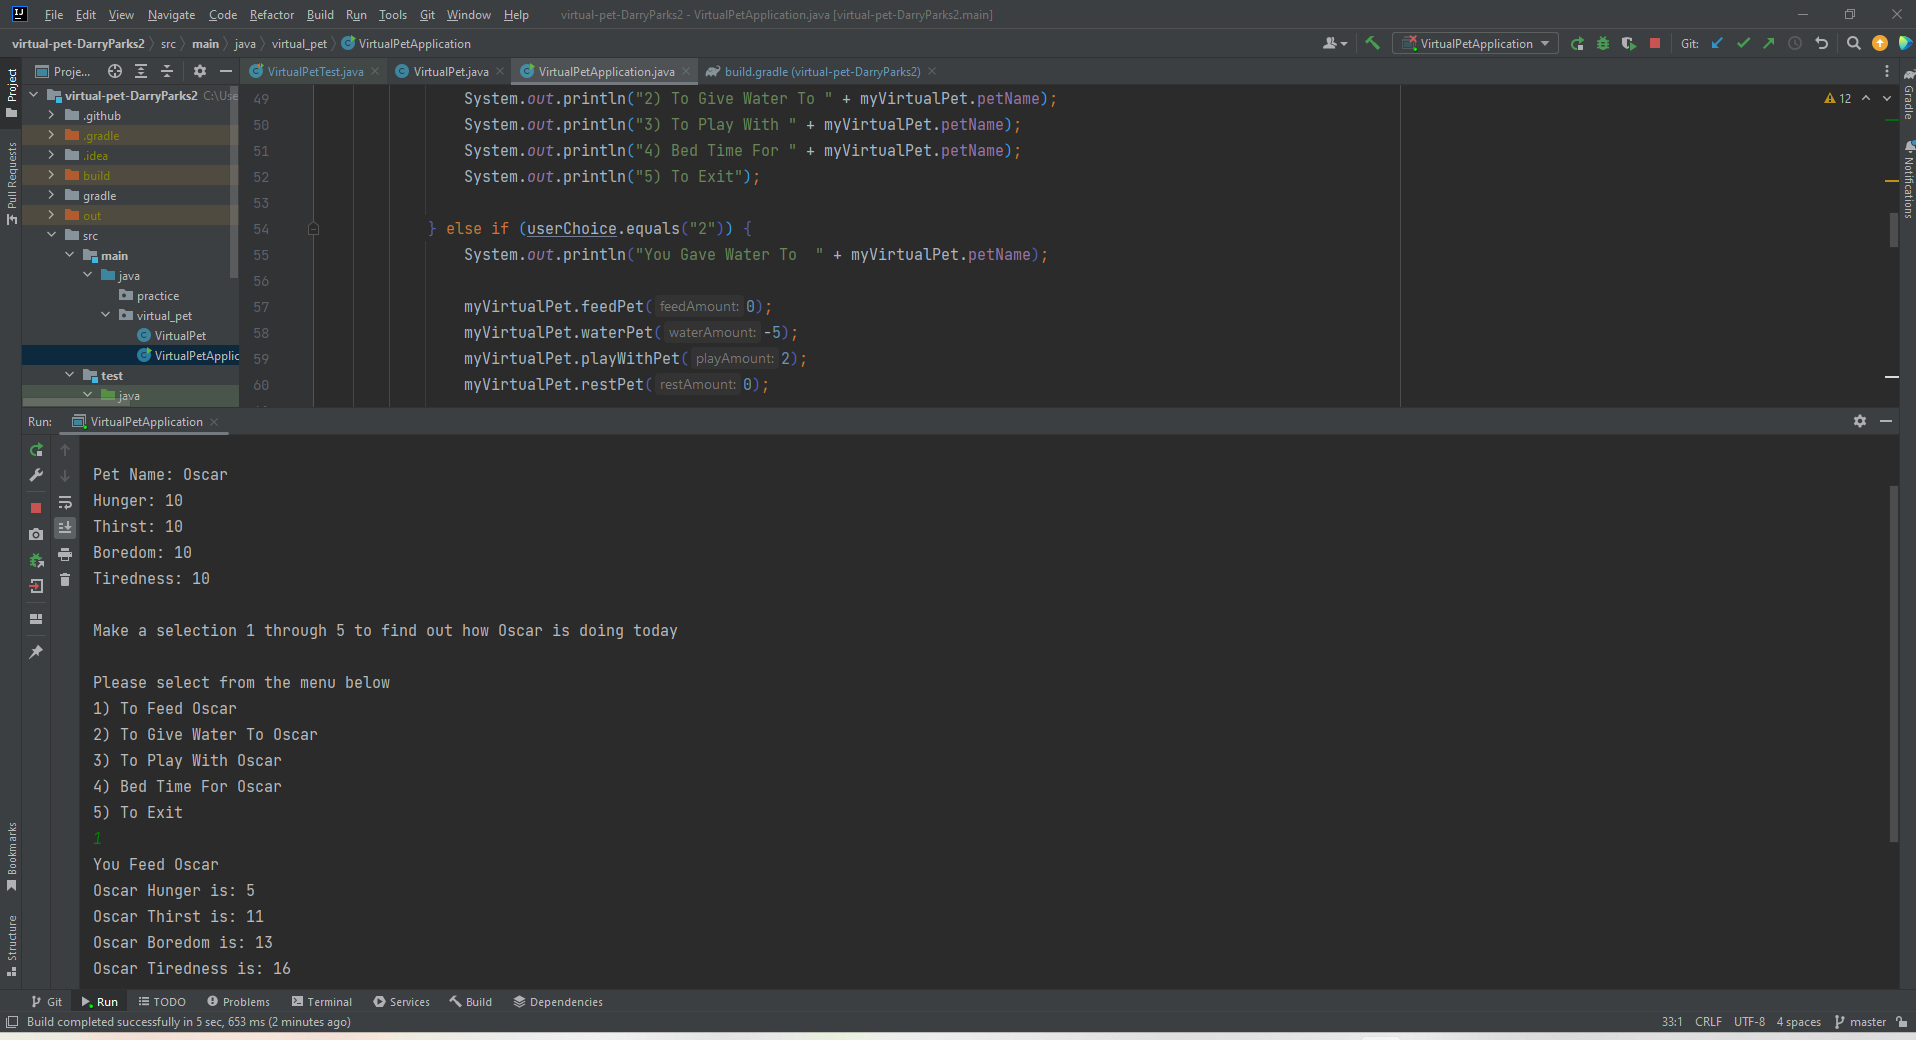 File Edit View Navigate Code Refactor Build Run Tools Git Window Help virtual-pet-DarryParks2 - VirtualPetApplication.java [virtual-pet-DarryParks2.main]
virtual-pet-DarryParks2 src main java virtual_pet VirtualPetApplication
VirtualPetApplication Git:
Proje...
VirtualPetTest.java VirtualPet.java VirtualPetApplication.java build.gradle (virtual-pet-DarryParks2)
Project
Pull Requests
virtual-pet-DarryParks2 C:\Use
.github
.gradle
.idea
build
gradle
out
src
main
java
practice
virtual_pet
VirtualPet
VirtualPetApplic
test
java
49 System.out.println("2) To Give Water To " + myVirtualPet.petName);
50 System.out.println("3) To Play With " + myVirtualPet.petName);
51 System.out.println("4) Bed Time For " + myVirtualPet.petName);
52 System.out.println("5) To Exit");
53
54 } else if (userChoice.equals("2")) {
55 System.out.println("You Gave Water To  " + myVirtualPet.petName);
56
57 myVirtualPet.feedPet( feedAmount: 0);
58 myVirtualPet.waterPet( waterAmount: -5);
59 myVirtualPet.playWithPet( playAmount: 2);
60 myVirtualPet.restPet( restAmount: 0);
12
Gradle
Notifications
Run: VirtualPetApplication
Pet Name: Oscar
Hunger: 10
Thirst: 10
Boredom: 10
Tiredness: 10
Make a selection 1 through 5 to find out how Oscar is doing today
Please select from the menu below
1) To Feed Oscar
2) To Give Water To Oscar
3) To Play With Oscar
4) Bed Time For Oscar
5) To Exit
1
You Feed Oscar
Oscar Hunger is: 5
Oscar Thirst is: 11
Oscar Boredom is: 13
Oscar Tiredness is: 16
Bookmarks
Structure
Git Run TODO Problems Terminal Services Build Dependencies
Build completed successfully in 5 sec, 653 ms (2 minutes ago) 33:1 CRLF UTF-8 4 spaces master